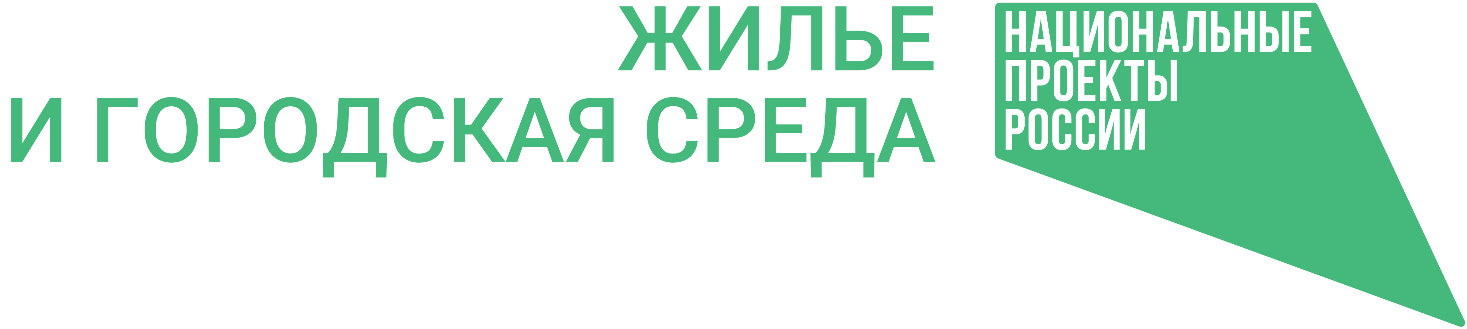 ЖИЛЬЕ
И ГОРОДСКАЯ СРЕДА
НАЦИОНАЛЬНЫЕ
ПРОЕКТЫ
РОССИИ